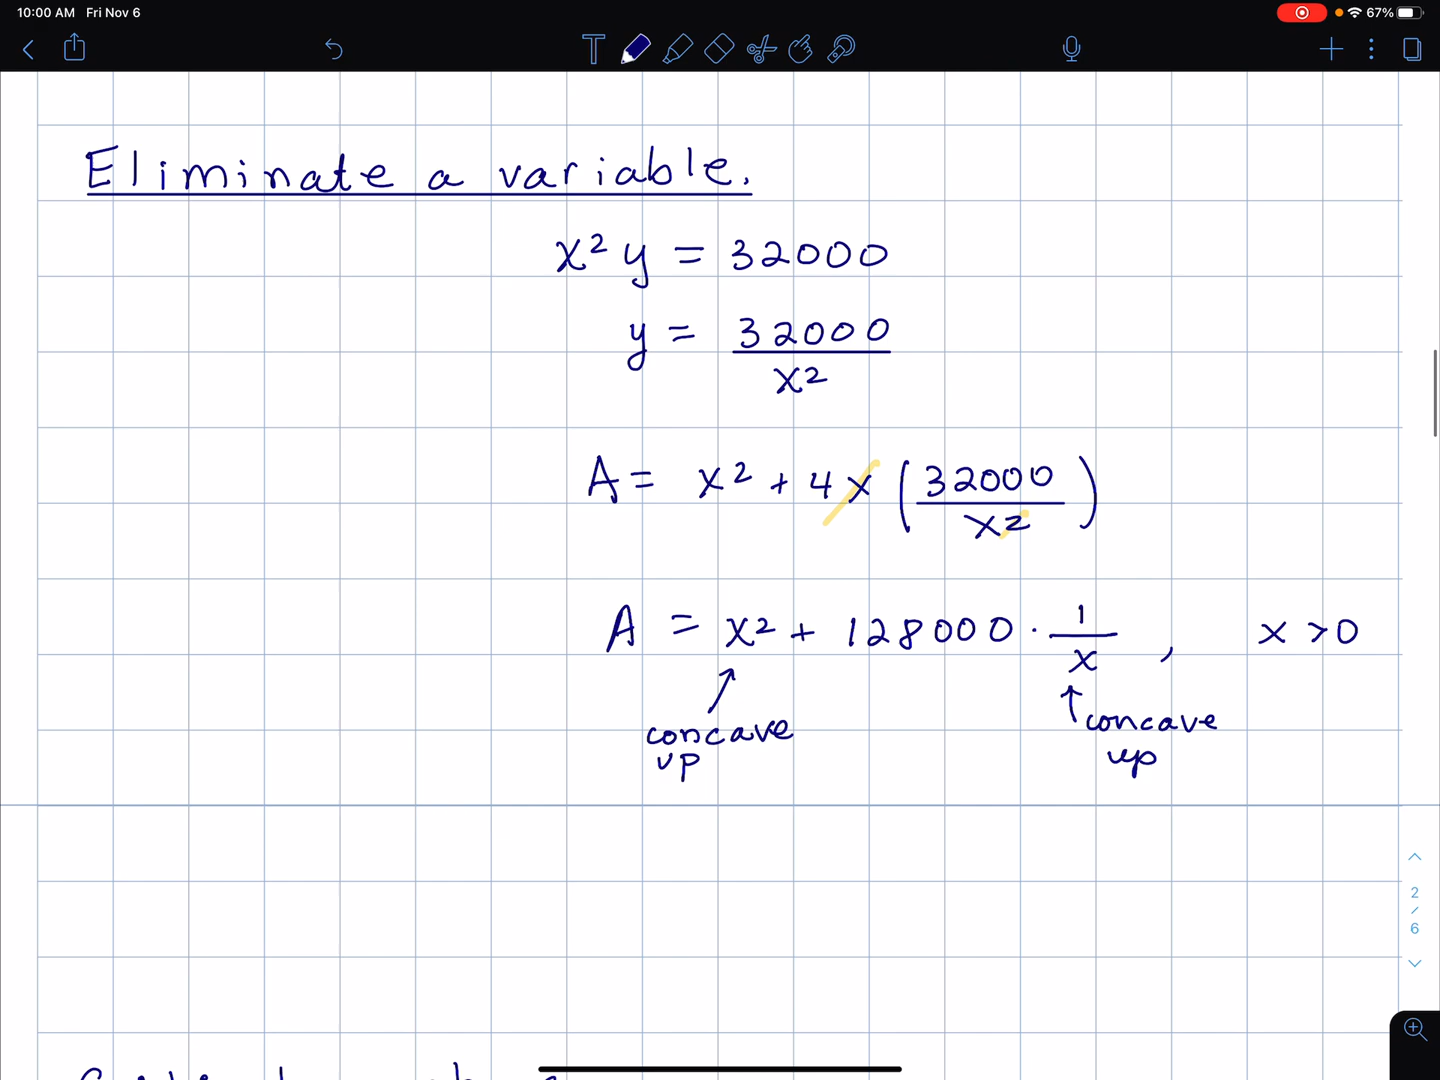 10:00 AM Fri Nov 6
67%
T
Eliminate a variable.
x² y = 32000
y = 32000 / x²
A = x² + 4x (32000 / x²)
A = x² + 128000 · 1/x , x > 0
concave up
concave up
2 / 6